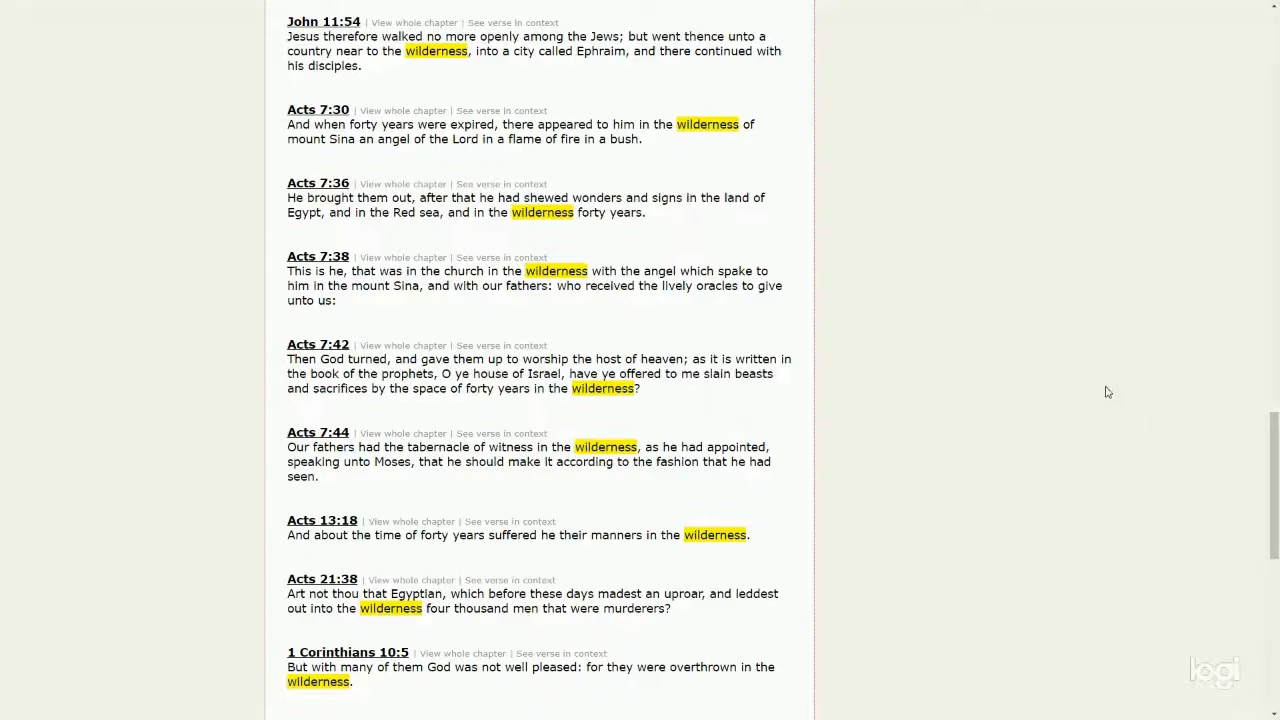 John 11:54 | View whole chapter | See verse in context
Jesus therefore walked no more openly among the Jews; but went thence unto a
country near to the wilderness, into a city called Ephraim, and there continued with
his disciples.
Acts 7:30 | View whole chapter | See verse in context
And when forty years were expired, there appeared to him in the wilderness of
mount Sina an angel of the Lord in a flame of fire in a bush.
Acts 7:36 | View whole chapter | See verse in context
He brought them out, after that he had shewed wonders and signs in the land of
Egypt, and in the Red sea, and in the wilderness forty years.
Acts 7:38 | View whole chapter | See verse in context
This is he, that was in the church in the wilderness with the angel which spake to
him in the mount Sina, and with our fathers: who received the lively oracles to give
unto us:
Acts 7:42 | View whole chapter | See verse in context
Then God turned, and gave them up to worship the host of heaven; as it is written in
the book of the prophets, O ye house of Israel, have ye offered to me slain beasts
and sacrifices by the space of forty years in the wilderness?
Acts 7:44 | View whole chapter | See verse in context
Our fathers had the tabernacle of witness in the wilderness, as he had appointed,
speaking unto Moses, that he should make it according to the fashion that he had
seen.
Acts 13:18 | View whole chapter | See verse in context
And about the time of forty years suffered he their manners in the wilderness.
Acts 21:38 | View whole chapter | See verse in context
Art not thou that Egyptian, which before these days madest an uproar, and leddest
out into the wilderness four thousand men that were murderers?
1 Corinthians 10:5 | View whole chapter | See verse in context
But with many of them God was not well pleased: for they were overthrown in the
wilderness.
logi